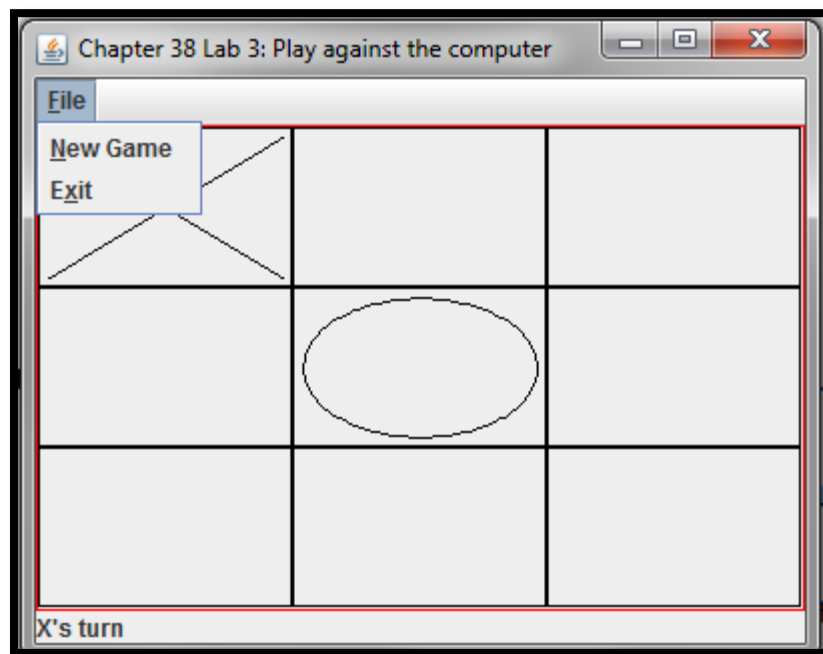 Chapter 38 Lab 3: Play against the computer
File
New Game
Exit
X's turn